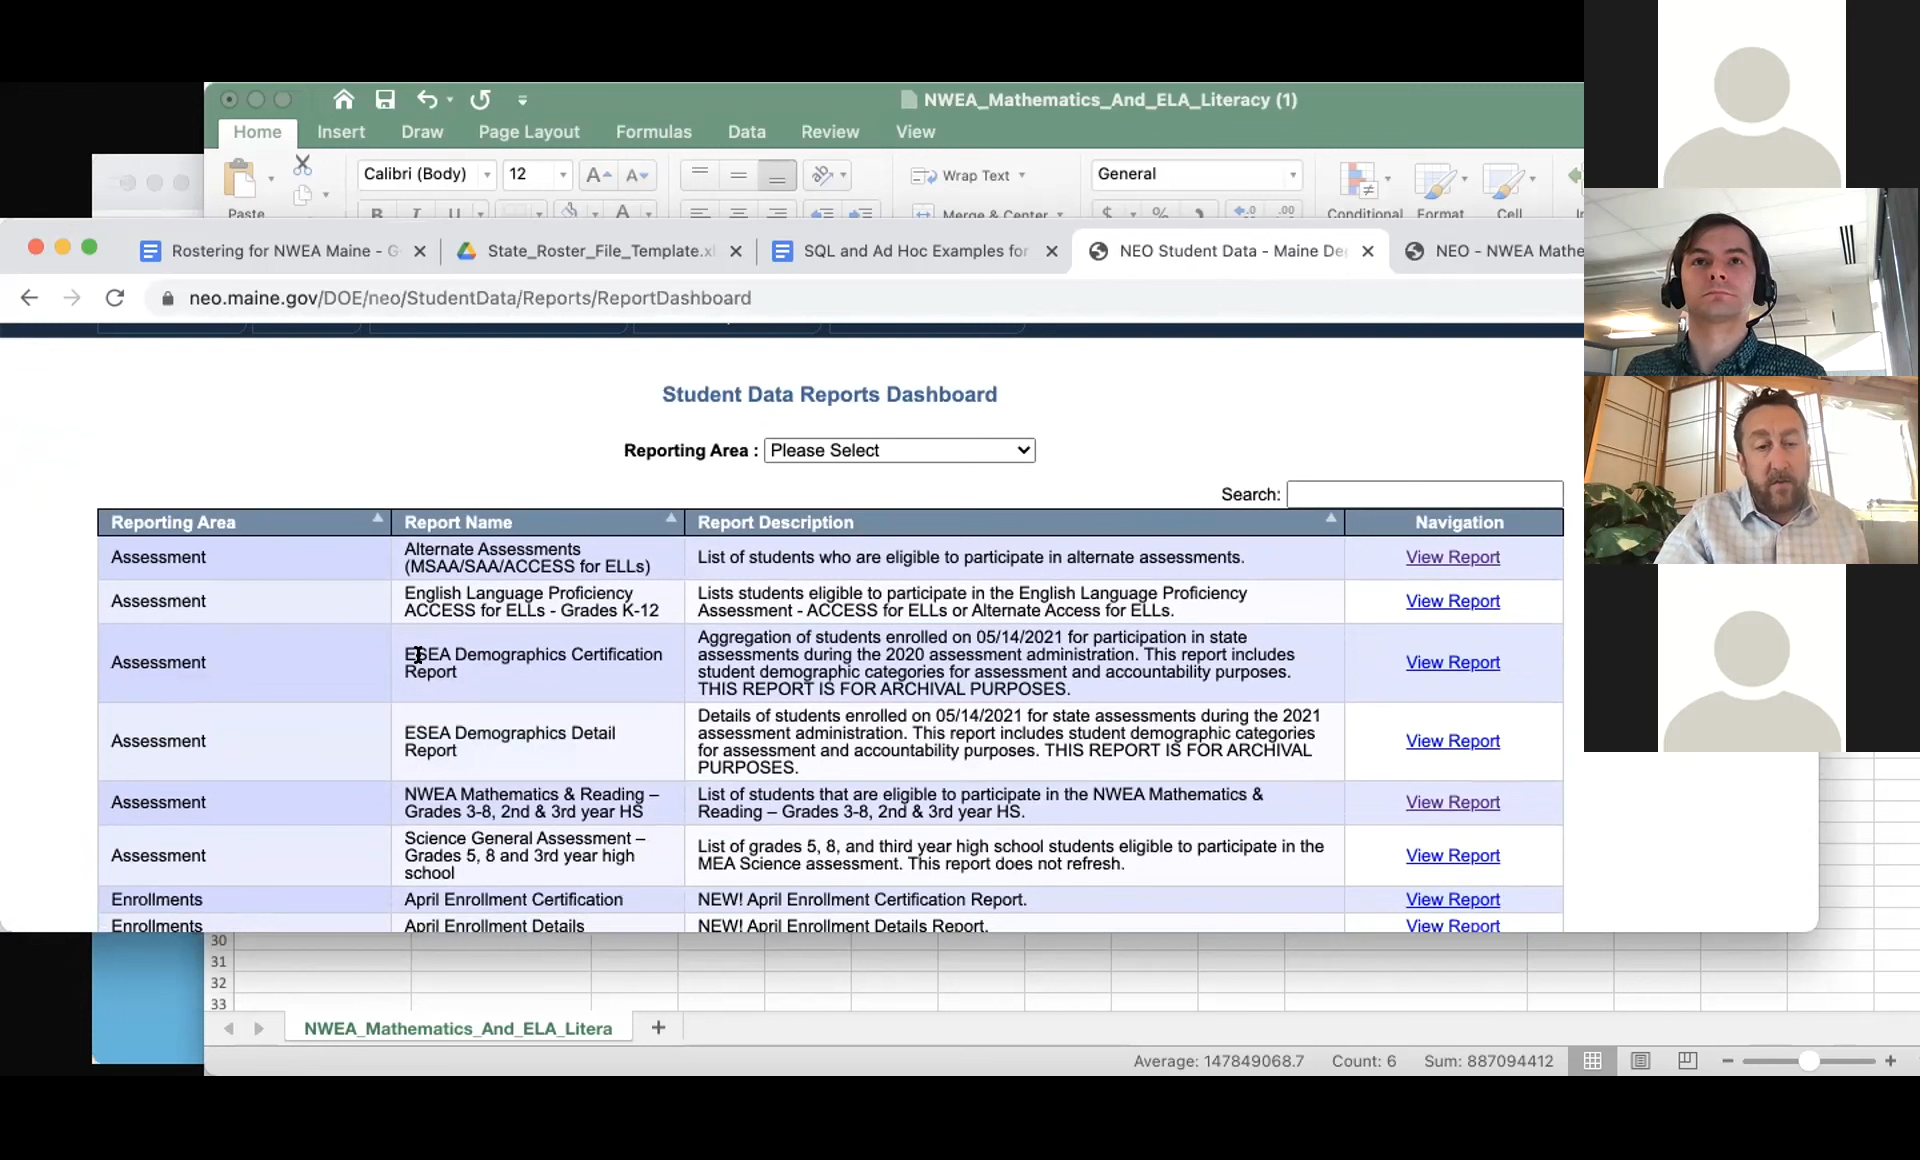 NWEA_Mathematics_And_ELA_Literacy (1)
Home Insert Draw Page Layout Formulas Data Review View
Calibri (Body) 12 Wrap Text General
Paste B I U Merge & Center $ % Conditional Format Cell
Rostering for NWEA Maine - G
State_Roster_File_Template.xl
SQL and Ad Hoc Examples for
NEO Student Data - Maine De
NEO - NWEA Mathe
neo.maine.gov/DOE/neo/StudentData/Reports/ReportDashboard
Student Data Reports Dashboard
Reporting Area : Please Select
Search:
Reporting Area Report Name Report Description Navigation
Assessment
Alternate Assessments
(MSAA/SAA/ACCESS for ELLs)
List of students who are eligible to participate in alternate assessments.
View Report
Assessment
English Language Proficiency
ACCESS for ELLs - Grades K-12
Lists students eligible to participate in the English Language Proficiency
Assessment - ACCESS for ELLs or Alternate Access for ELLs.
View Report
Assessment
ESEA Demographics Certification
Report
Aggregation of students enrolled on 05/14/2021 for participation in state
assessments during the 2020 assessment administration. This report includes
student demographic categories for assessment and accountability purposes.
THIS REPORT IS FOR ARCHIVAL PURPOSES.
View Report
Assessment
ESEA Demographics Detail
Report
Details of students enrolled on 05/14/2021 for state assessments during the 2021
assessment administration. This report includes student demographic categories
for assessment and accountability purposes. THIS REPORT IS FOR ARCHIVAL
PURPOSES.
View Report
Assessment
NWEA Mathematics & Reading –
Grades 3-8, 2nd & 3rd year HS
List of students that are eligible to participate in the NWEA Mathematics &
Reading – Grades 3-8, 2nd & 3rd year HS.
View Report
Assessment
Science General Assessment –
Grades 5, 8 and 3rd year high
school
List of grades 5, 8, and third year high school students eligible to participate in the
MEA Science assessment. This report does not refresh.
View Report
Enrollments April Enrollment Certification NEW! April Enrollment Certification Report. View Report
Enrollments April Enrollment Details NEW! April Enrollment Details Report. View Report
30
31
32
33
NWEA_Mathematics_And_ELA_Litera +
Average: 147849068.7 Count: 6 Sum: 887094412